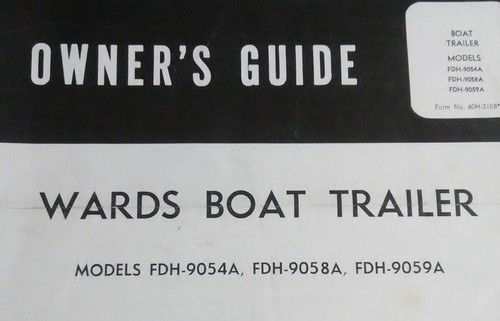 OWNER'S GUIDE
BOAT
TRAILER
MODELS
FDH-9054A
FDH-9058A
FDH-9059A
Form No.
WARDS BOAT TRAILER
MODELS FDH-9054A, FDH-9058A, FDH-9059A